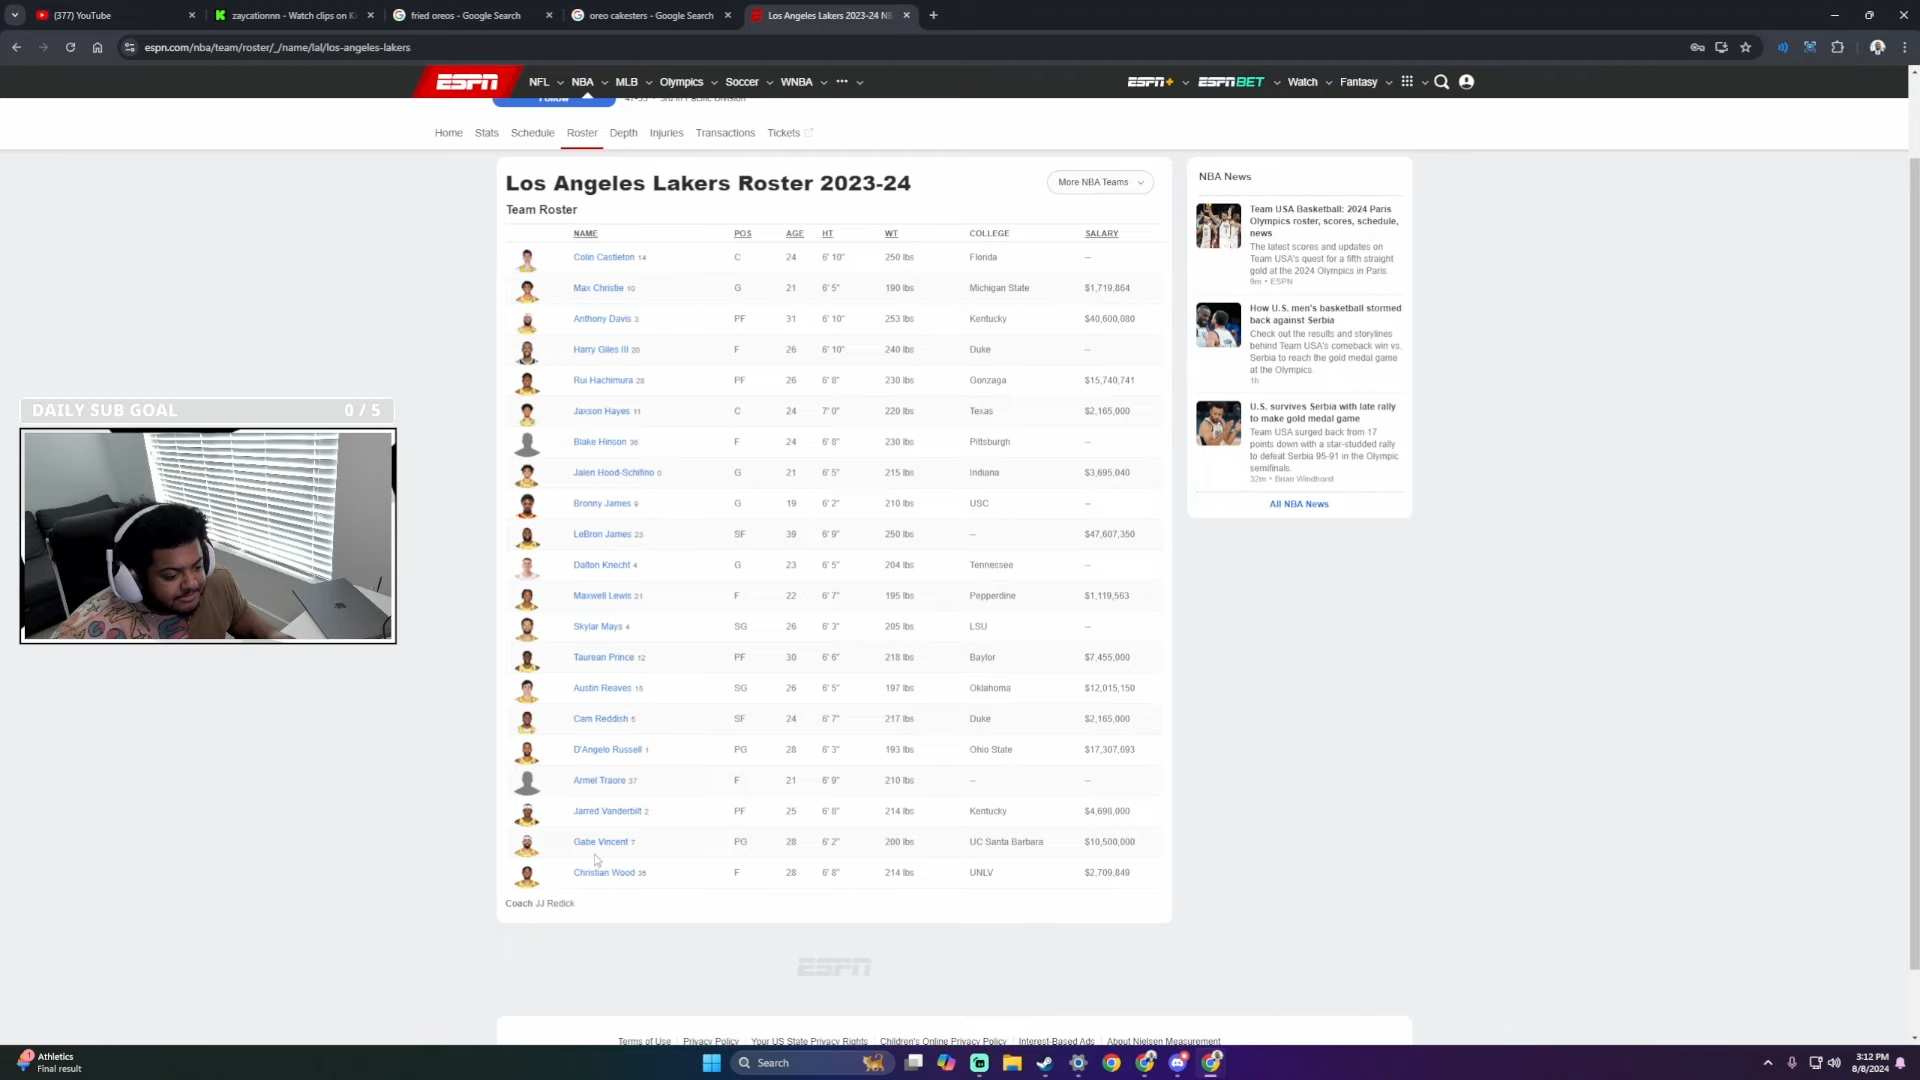 (377) YouTube
zaycationnn - Watch clips on Ki
fried oreos - Google Search
oreo cakesters - Google Search
Los Angeles Lakers 2023-24 NB
espn.com/nba/team/roster/_/name/lal/los-angeles-lakers
ESPN NFL NBA MLB Olympics Soccer WNBA ESPN+ ESPN BET Watch Fantasy
Follow
Home Stats Schedule Roster Depth Injuries Transactions Tickets
Los Angeles Lakers Roster 2023-24
More NBA Teams
Team Roster
NAME POS AGE HT WT COLLEGE SALARY
Colin Castleton 14 C 24 6' 10" 250 lbs Florida --
Max Christie 10 G 21 6' 5" 190 lbs Michigan State $1,719,864
Anthony Davis 3 PF 31 6' 10" 253 lbs Kentucky $40,600,080
Harry Giles III 20 F 26 6' 10" 240 lbs Duke --
Rui Hachimura 28 PF 26 6' 8" 230 lbs Gonzaga $15,740,741
Jaxson Hayes 11 C 24 7' 0" 220 lbs Texas $2,165,000
Blake Hinson 36 F 24 6' 8" 230 lbs Pittsburgh --
Jalen Hood-Schifino 0 G 21 6' 5" 215 lbs Indiana $3,695,040
Bronny James 9 G 19 6' 2" 210 lbs USC --
LeBron James 23 SF 39 6' 9" 250 lbs -- $47,607,350
Dalton Knecht 4 G 23 6' 5" 204 lbs Tennessee --
Maxwell Lewis 21 F 22 6' 7" 195 lbs Pepperdine $1,119,563
Skylar Mays 4 SG 26 6' 3" 205 lbs LSU --
Taurean Prince 12 PF 30 6' 6" 218 lbs Baylor $7,455,000
Austin Reaves 15 SG 26 6' 5" 197 lbs Oklahoma $12,015,150
Cam Reddish 5 SF 24 6' 7" 217 lbs Duke $2,165,000
D'Angelo Russell 1 PG 28 6' 3" 193 lbs Ohio State $17,307,693
Armel Traore 37 F 21 6' 9" 210 lbs -- --
Jarred Vanderbilt 2 PF 25 6' 8" 214 lbs Kentucky $4,698,000
Gabe Vincent 7 PG 28 6' 2" 200 lbs UC Santa Barbara $10,500,000
Christian Wood 35 F 28 6' 8" 214 lbs UNLV $2,709,849
Coach JJ Redick
NBA News
Team USA Basketball: 2024 Paris
Olympics roster, scores, schedule,
news
The latest scores and updates on
Team USA's quest for a fifth straight
gold at the 2024 Olympics in Paris.
9m • ESPN
How U.S. men's basketball stormed
back against Serbia
Check out the results and storylines
behind Team USA's comeback win vs.
Serbia to reach the gold medal game
at the Olympics.
1h
U.S. survives Serbia with late rally
to make gold medal game
Team USA surged back from 17
points down with a star-studded rally
to defeat Serbia 95-91 in the Olympic
semifinals.
32m • Brian Windhorst
All NBA News
DAILY SUB GOAL 0 / 5
ESPN
Terms of Use Privacy Policy Your US State Privacy Rights Children's Online Privacy Policy Interest-Based Ads About Nielsen Measurement
1
Athletics
Final result
Search
3:12 PM
8/8/2024